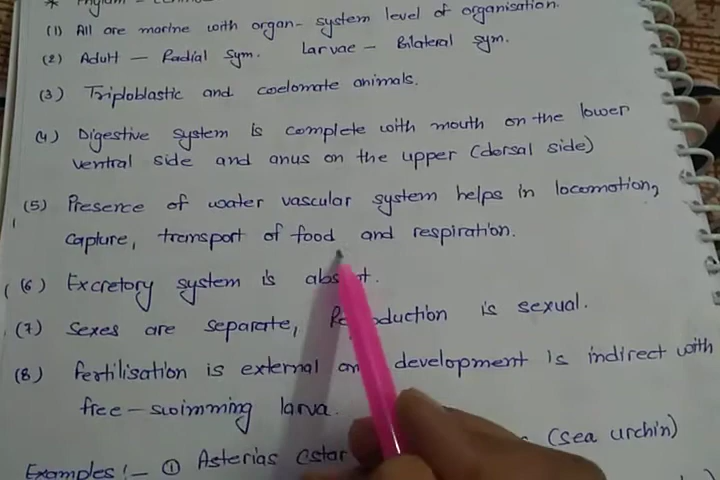 (1) All are marine with organ-system level of organisation.
(2) Adult — Radial Sym. Larvae — Bilateral sym.
(3) Triploblastic and coelomate animals.
(4) Digestive system is complete with mouth on the lower
ventral side and anus on the upper (dorsal side)
(5) Presence of water vascular system helps in locomotion,
capture, transport of food and respiration.
(6) Excretory system is absent.
(7) Sexes are separate, Reproduction is sexual.
(8) Fertilisation is external and development is indirect with
free-swimming larva.
Examples:- ① Asterias (star (sea urchin)